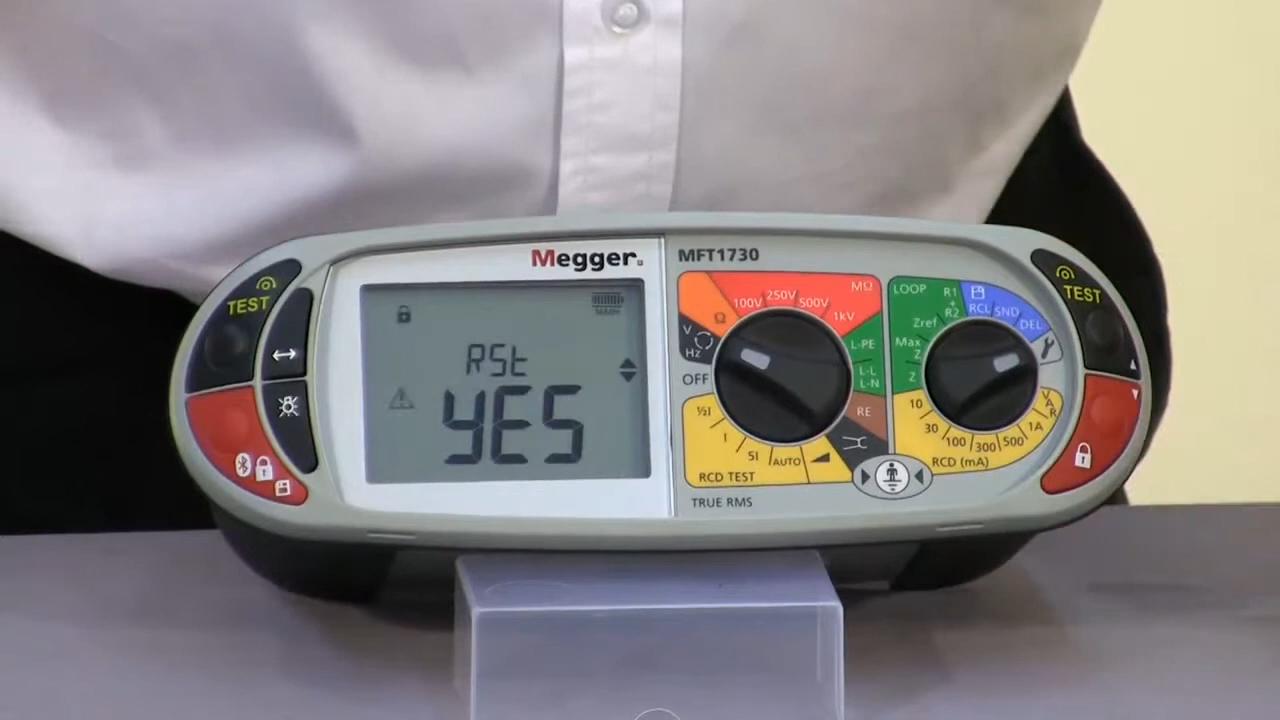 Megger.
MFT1730
TEST
RSt
YES
MΩ
100V
250V
500V
1kV
Ω
V
Hz
OFF
L-PE
L-L
L-N
RE
½I
I
5I
AUTO
RCD TEST
TRUE RMS
LOOP
R1
+
R2
Zref
Max
Z
Z
RCL
SND
DEL
10
30
100
300
500
1A
VAR
RCD (mA)
TEST